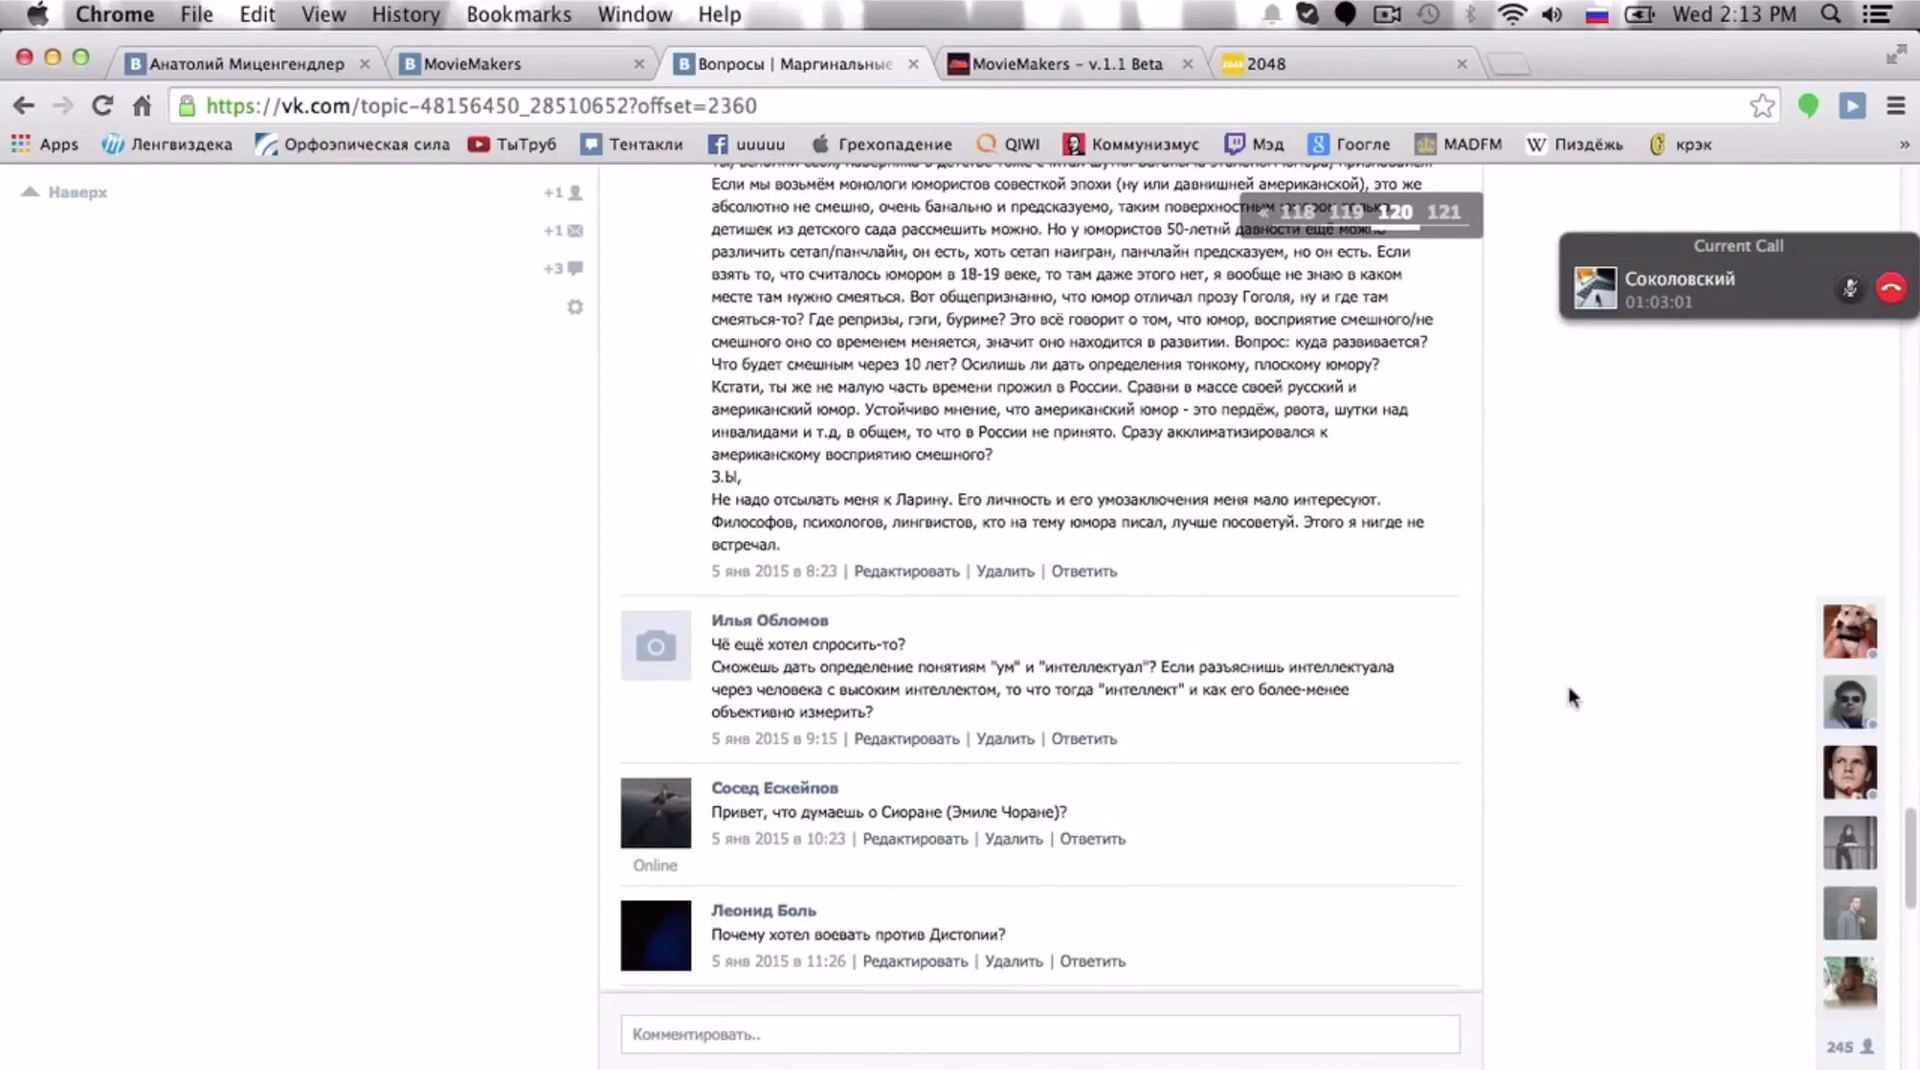 Chrome File Edit View History Bookmarks Window Help Wed 2:13 PM
Анатолий Миценгендлер MovieMakers Вопросы | Маргинальные MovieMakers – v.1.1 Beta 2048 2048
https://vk.com/topic-48156450_28510652?offset=2360
Apps Ленгвиздека Орфоэпическая сила ТыТруб Тентакли uuuuu Грехопадение QIWI Коммунизмус Мэд Гоогле MADFM Пиздёжь крэк »
Наверх
+1
+1
+3
« 118 119 120 121
Если мы возьмём монологи юмористов совесткой эпохи (ну или давнишней американской), это же
абсолютно не смешно, очень банально и предсказуемо, таким поверхностным
детишек из детского сада рассмешить можно. Но у юмористов 50-летнй давности ещё можно
различить сетап/панчлайн, он есть, хоть сетап наигран, панчлайн предсказуем, но он есть. Если
взять то, что считалось юмором в 18-19 веке, то там даже этого нет, я вообще не знаю в каком
месте там нужно смеяться. Вот общепризнанно, что юмор отличал прозу Гоголя, ну и где там
смеяться-то? Где репризы, гэги, буриме? Это всё говорит о том, что юмор, восприятие смешного/не
смешного оно со временем меняется, значит оно находится в развитии. Вопрос: куда развивается?
Что будет смешным через 10 лет? Осилишь ли дать определения тонкому, плоскому юмору?
Кстати, ты же не малую часть времени прожил в России. Сравни в массе своей русский и
американский юмор. Устойчиво мнение, что американский юмор - это пердёж, рвота, шутки над
инвалидами и т.д, в общем, то что в России не принято. Сразу акклиматизировался к
американскому восприятию смешного?
З.Ы,
Не надо отсылать меня к Ларину. Его личность и его умозаключения меня мало интересуют.
Философов, психологов, лингвистов, кто на тему юмора писал, лучше посоветуй. Этого я нигде не
встречал.
5 янв 2015 в 8:23 | Редактировать | Удалить | Ответить
Илья Обломов
Чё ещё хотел спросить-то?
Сможешь дать определение понятиям "ум" и "интеллектуал"? Если разъяснишь интеллектуала
через человека с высоким интеллектом, то что тогда "интеллект" и как его более-менее
объективно измерить?
5 янв 2015 в 9:15 | Редактировать | Удалить | Ответить
Сосед Ескейпов
Привет, что думаешь о Сиоране (Эмиле Чоране)?
5 янв 2015 в 10:23 | Редактировать | Удалить | Ответить
Online
Леонид Боль
Почему хотел воевать против Дистопии?
5 янв 2015 в 11:26 | Редактировать | Удалить | Ответить
Комментировать..
Current Call
Соколовский
01:03:01
245